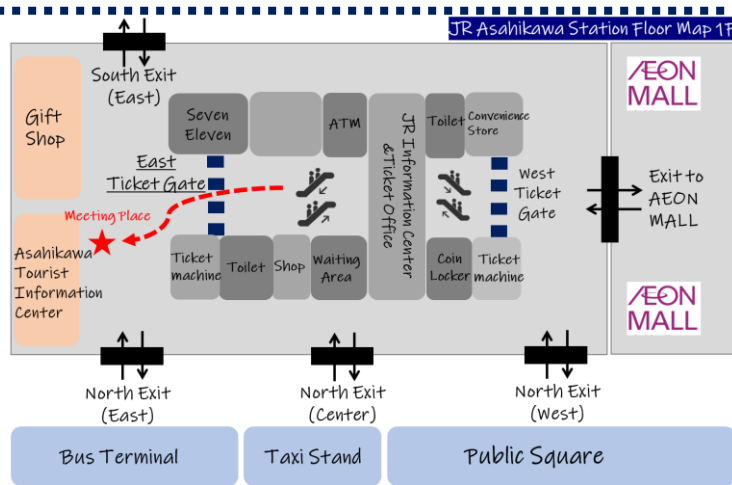 JR Asahikawa Station Floor Map 1F
South Exit
(East)
Gift
Shop
Seven
Eleven
ATM
JR Information Center
&Ticket Office
Toilet
Convenience
Store
ÆON
MALL
East
Ticket Gate
West
Ticket
Gate
Exit to
AEON
MALL
Meeting Place
Asahikawa
Tourist
Information
Center
Ticket
machine
Toilet
Shop
Waiting
Area
Coin
Locker
Ticket
machine
ÆON
MALL
North Exit
(East)
North Exit
(Center)
North Exit
(West)
Bus Terminal
Taxi Stand
Public Square